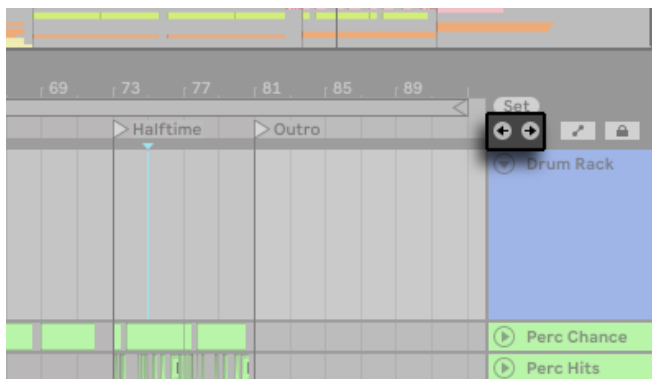 69 73 77 81 85 89
Set
Halftime Outro
Drum Rack
Perc Chance
Perc Hits